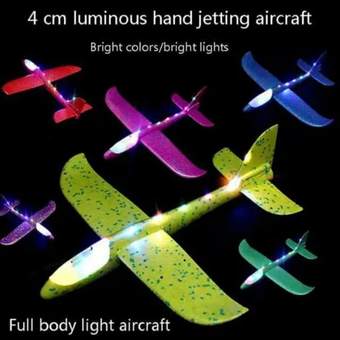 4 cm luminous hand jetting aircraft
Bright colors/bright lights
Full body light aircraft